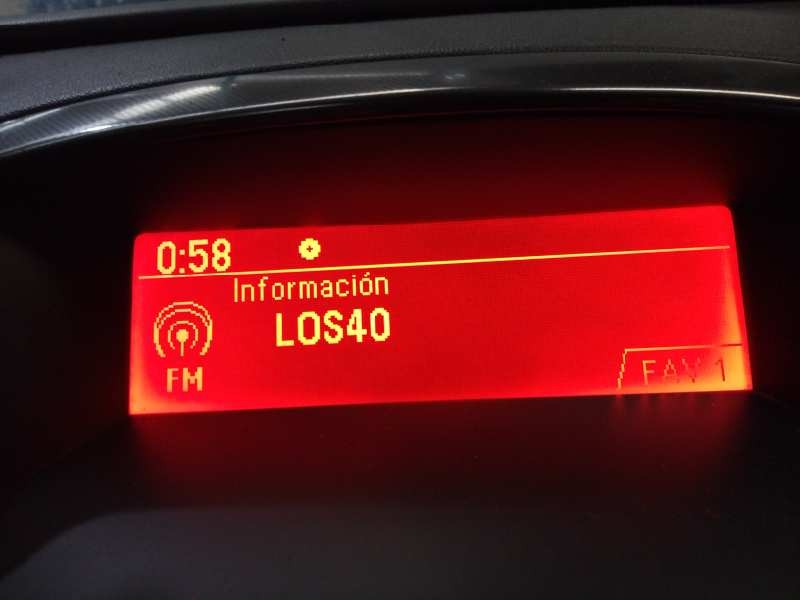 0:58
Información
LOS40
FM
FAV 1